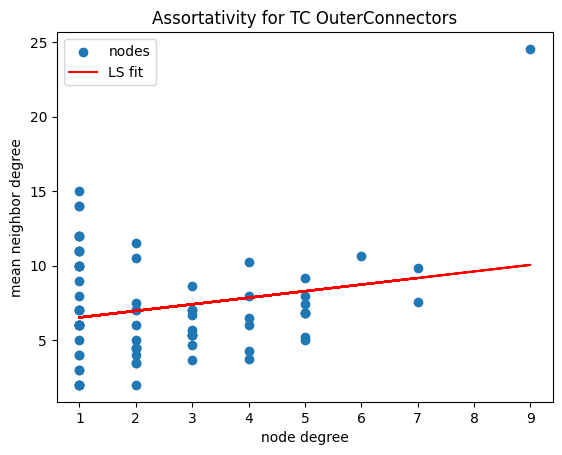 Assortativity for TC OuterConnectors
25
20
15
10
5
mean neighbor degree
nodes
LS fit
1 2 3 4 5 6 7 8 9
node degree